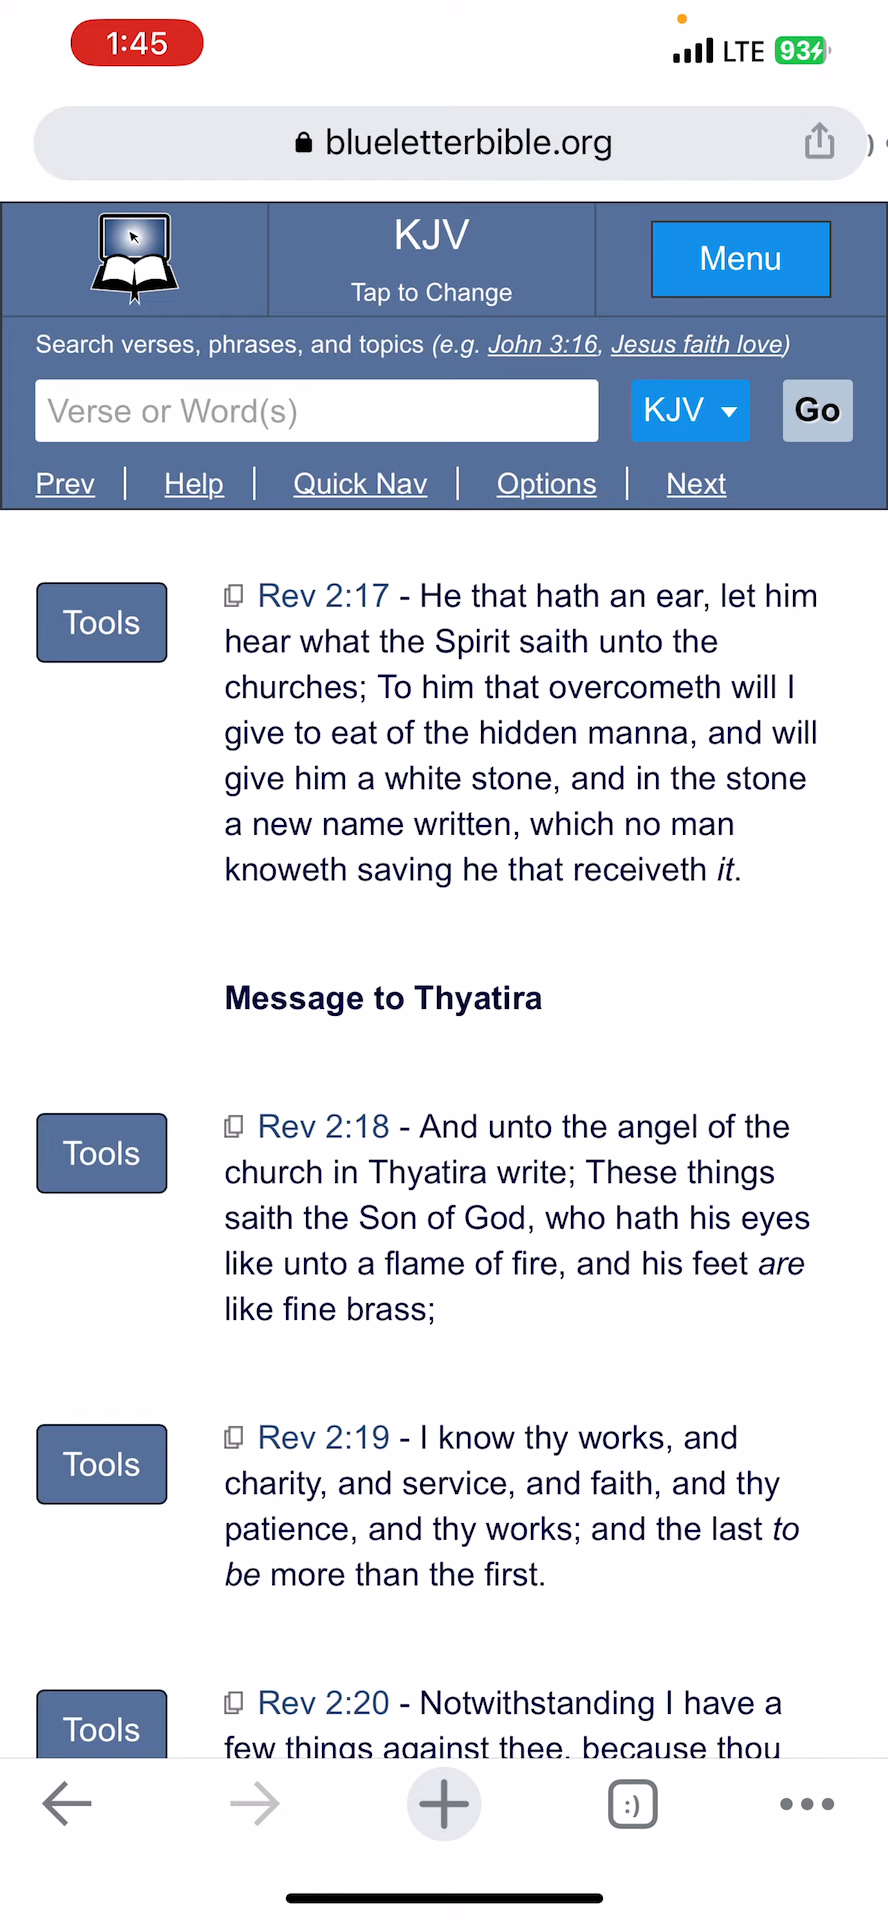 1:45
LTE 93
blueletterbible.org
KJV
Tap to Change
Menu
Search verses, phrases, and topics (e.g. John 3:16, Jesus faith love)
Verse or Word(s)
KJV
Go
Prev | Help | Quick Nav | Options | Next
Tools
Rev 2:17 - He that hath an ear, let him
hear what the Spirit saith unto the
churches; To him that overcometh will I
give to eat of the hidden manna, and will
give him a white stone, and in the stone
a new name written, which no man
knoweth saving he that receiveth it.
Message to Thyatira
Tools
Rev 2:18 - And unto the angel of the
church in Thyatira write; These things
saith the Son of God, who hath his eyes
like unto a flame of fire, and his feet are
like fine brass;
Tools
Rev 2:19 - I know thy works, and
charity, and service, and faith, and thy
patience, and thy works; and the last to
be more than the first.
Tools
Rev 2:20 - Notwithstanding I have a
few things against thee, because thou
:)